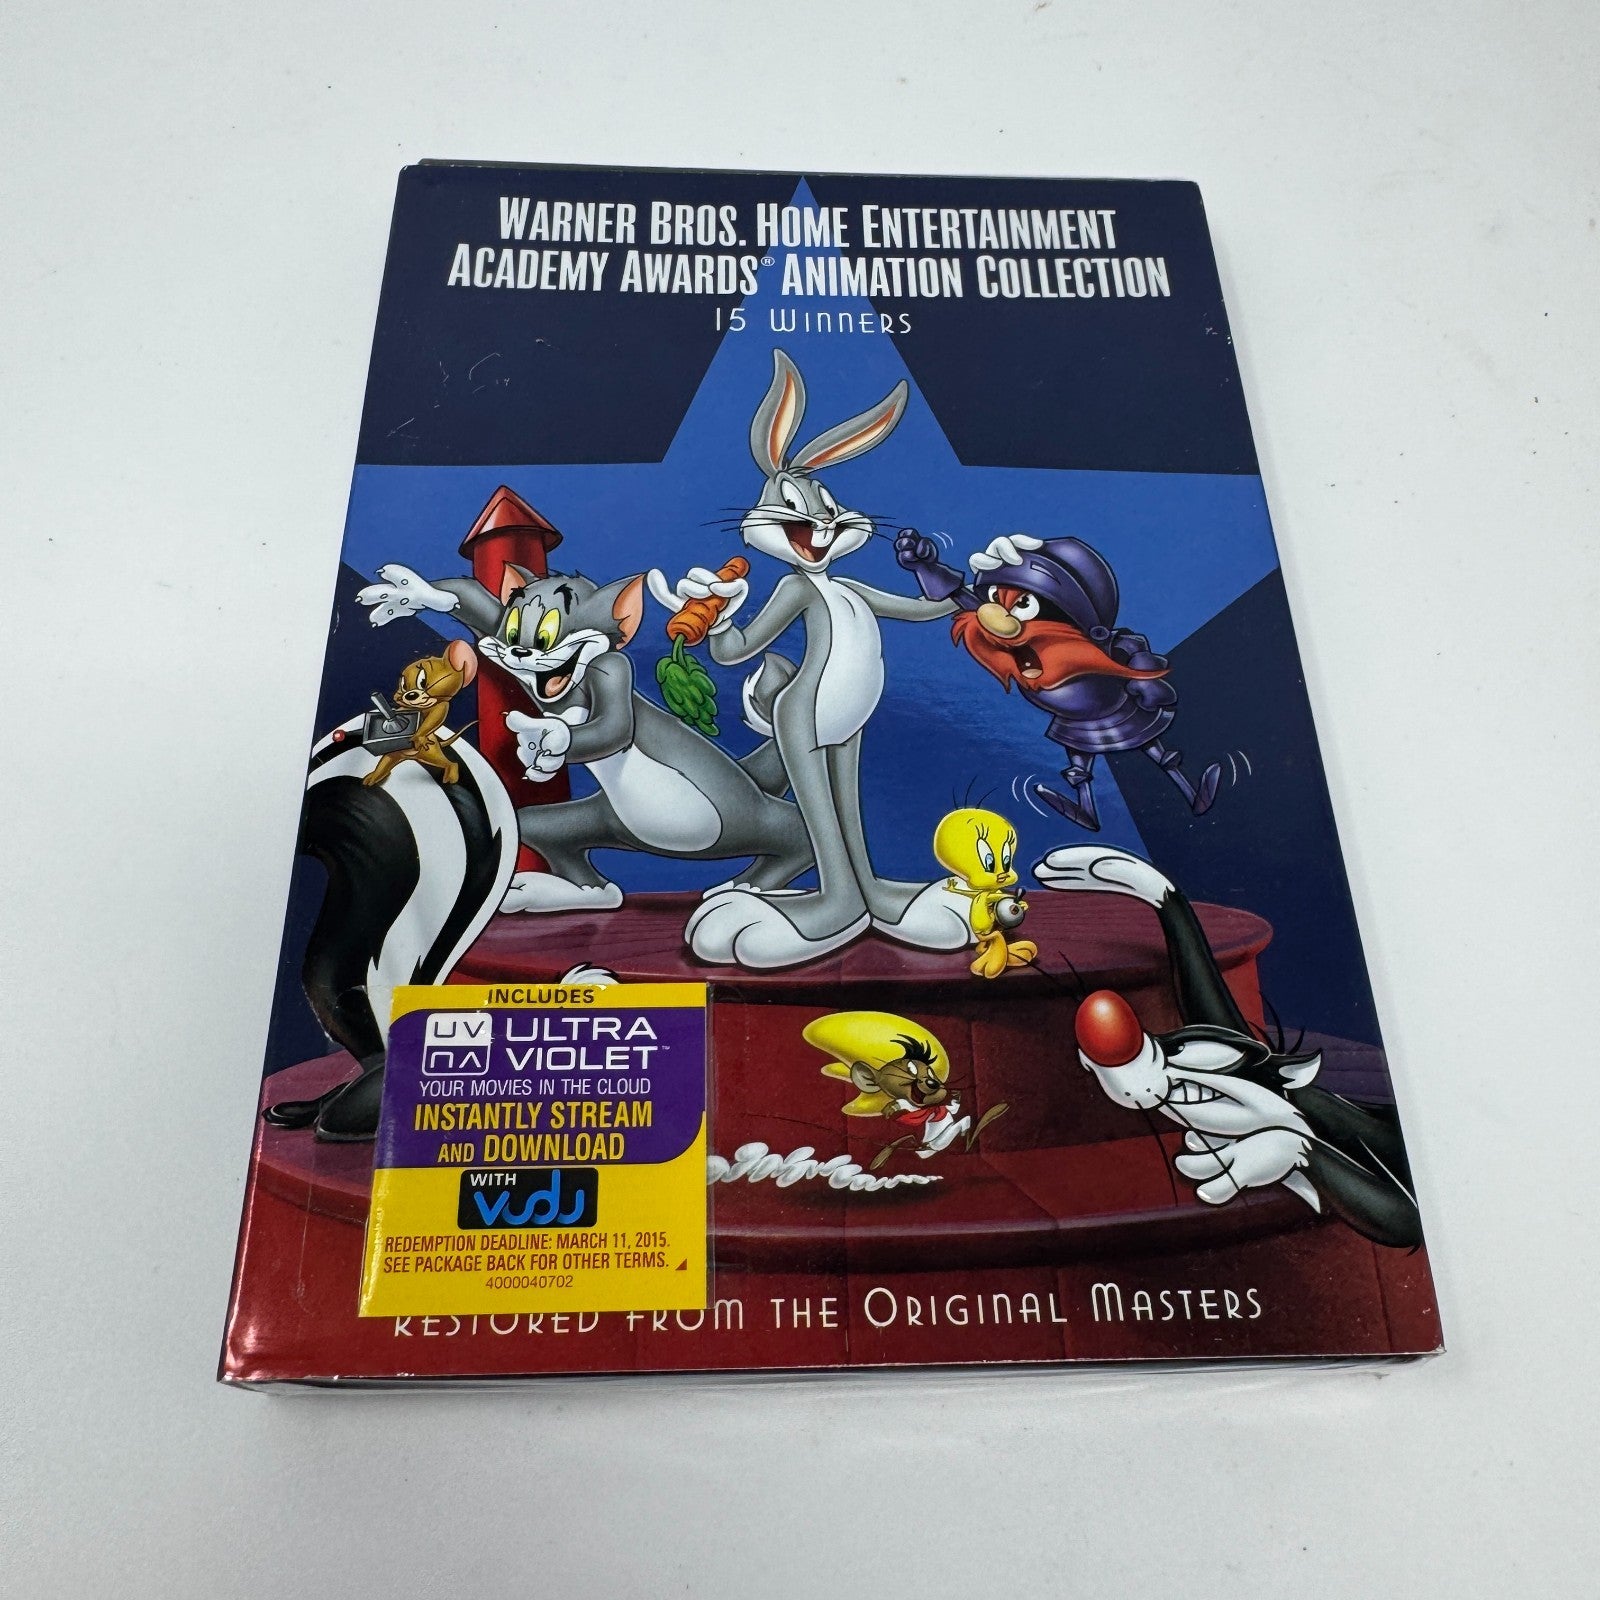 WARNER BROS. HOME ENTERTAINMENT
ACADEMY AWARDS® ANIMATION COLLECTION
15 WINNERS
INCLUDES
UV ULTRA
VIOLET™
YOUR MOVIES IN THE CLOUD
INSTANTLY STREAM
AND DOWNLOAD
WITH
VUDU
REDEMPTION DEADLINE: MARCH 11, 2015.
SEE PACKAGE BACK FOR OTHER TERMS.
4000040702
RESTORED FROM THE ORIGINAL MASTERS